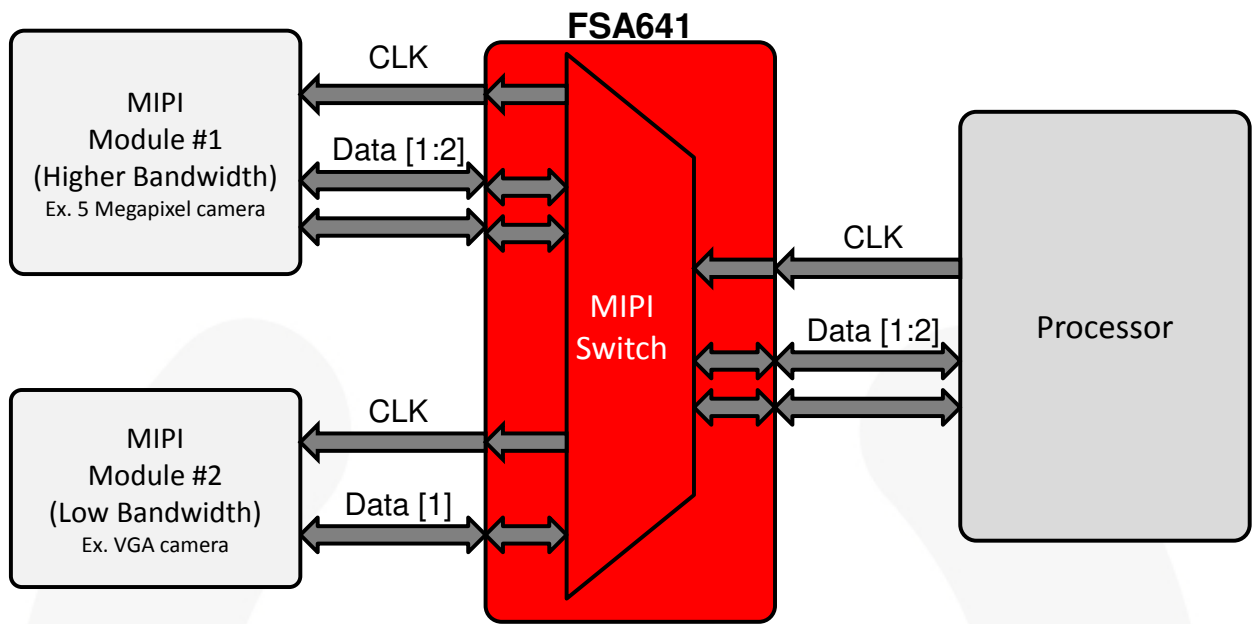 FSA641
CLK
MIPI
Module #1
(Higher Bandwidth)
Ex. 5 Megapixel camera
Data [1:2]
CLK
MIPI
Switch
Data [1:2]
Processor
CLK
MIPI
Module #2
(Low Bandwidth)
Ex. VGA camera
Data [1]